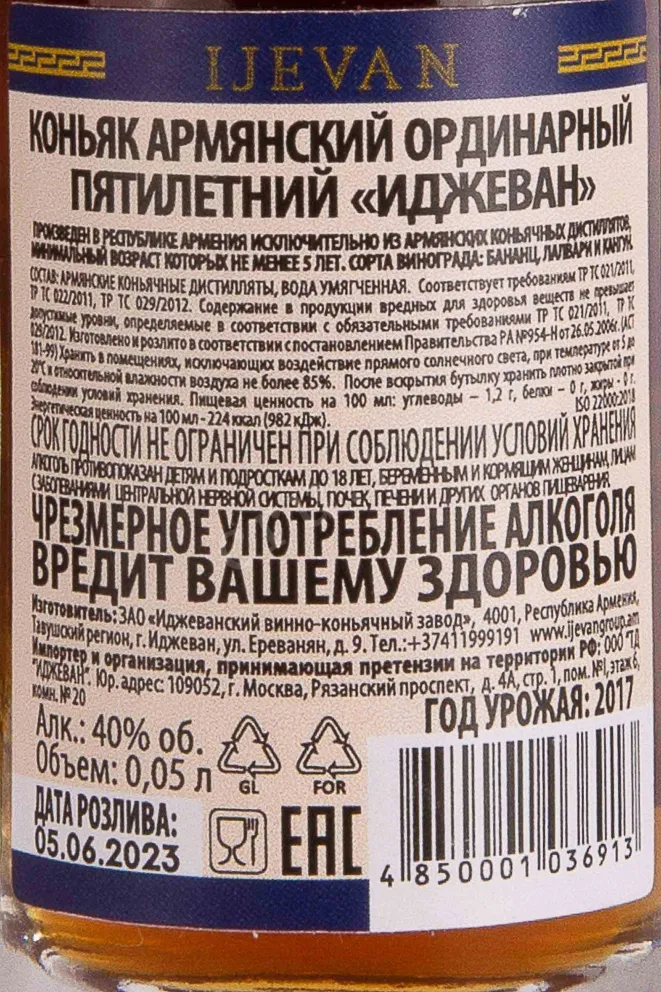 IJEVAN
КОНЬЯК АРМЯНСКИЙ ОРДИНАРНЫЙ
ПЯТИЛЕТНИЙ «ИДЖЕВАН»
ПРОИЗВЕДЕН В РЕСПУБЛИКЕ АРМЕНИЯ ИСКЛЮЧИТЕЛЬНО ИЗ АРМЯНСКИХ КОНЬЯЧНЫХ ДИСТИЛЛЯТОВ,
МИНИМАЛЬНЫЙ ВОЗРАСТ КОТОРЫХ НЕ МЕНЕЕ 5 ЛЕТ. СОРТА ВИНОГРАДА: БАНАНЦ, ЛАЛВАРИ И КАНГУН.
СОСТАВ: АРМЯНСКИЕ КОНЬЯЧНЫЕ ДИСТИЛЛЯТЫ, ВОДА УМЯГЧЕННАЯ. Соответствует требованиям ТР ТС 021/2011,
ТР ТС 022/2011, ТР ТС 029/2012. Содержание в продукции вредных для здоровья веществ не превышает
допустимые уровни, определяемые в соответствии с обязательными требованиями ТР ТС 021/2011, ТР ТС
029/2012. Изготовлено и розлито в соответствии с постановлением Правительства РА №954-Н от 26.05.2006г. (АСТ
181-99) Хранить в помещениях, исключающих воздействие прямого солнечного света, при температуре от 5 до
20°С и относительной влажности воздуха не более 85%. После вскрытия бутылку хранить плотно закрытой при
соблюдении условий хранения. Пищевая ценность на 100 мл: углеводы – 1,2 г, белки – 0 г, жиры - 0 г.
Энергетическая ценность на 100 мл - 224 ккал (982 кДж). ISO 22000:2018
СРОК ГОДНОСТИ НЕ ОГРАНИЧЕН ПРИ СОБЛЮДЕНИИ УСЛОВИЙ ХРАНЕНИЯ
АЛКОГОЛЬ ПРОТИВОПОКАЗАН ДЕТЯМ И ПОДРОСТКАМ ДО 18 ЛЕТ, БЕРЕМЕННЫМ И КОРМЯЩИМ ЖЕНЩИНАМ, ЛИЦАМ
С ЗАБОЛЕВАНИЯМИ ЦЕНТРАЛЬНОЙ НЕРВНОЙ СИСТЕМЫ, ПОЧЕК, ПЕЧЕНИ И ДРУГИХ ОРГАНОВ ПИЩЕВАРЕНИЯ.
ЧРЕЗМЕРНОЕ УПОТРЕБЛЕНИЕ АЛКОГОЛЯ
ВРЕДИТ ВАШЕМУ ЗДОРОВЬЮ
Изготовитель: ЗАО «Иджеванский винно-коньячный завод», 4001, Республика Армения,
Тавушский регион, г. Иджеван, ул. Ереванян, д. 9. Тел.:+37411999191 www.ijevangroup.am
Импортер и организация, принимающая претензии на территории РФ: ООО "ТД
"ИДЖЕВАН". Юр. адрес: 109052, г. Москва, Рязанский проспект, д. 4А, стр. 1, пом. №I, этаж 6,
комн. №20
ГОД УРОЖАЯ: 2017
Алк.: 40% об.
Объем: 0,05 л
GL
FOR
ДАТА РОЗЛИВА:
05.06.2023
ЕАС
4 850001 036913